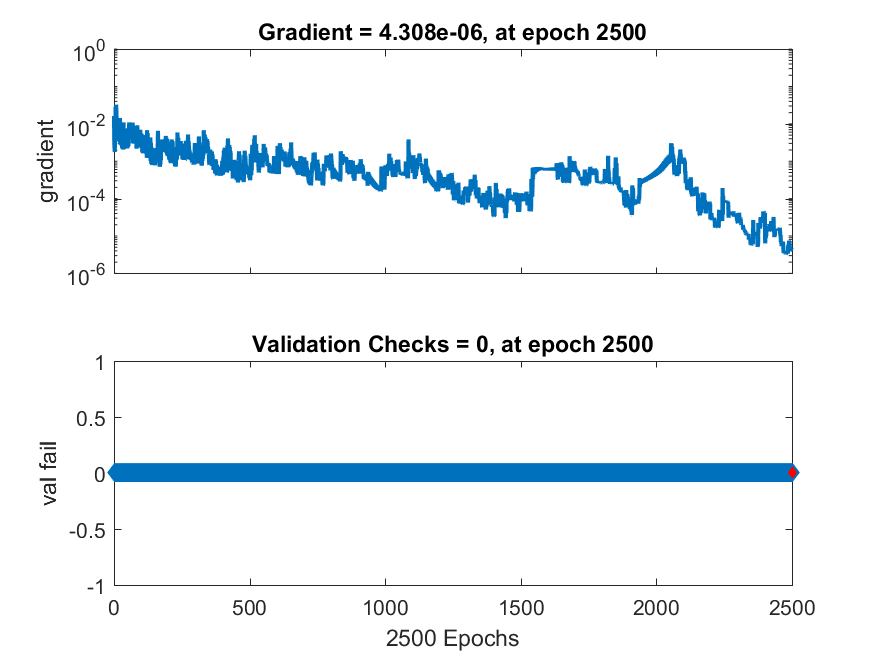 Gradient = 4.308e-06, at epoch 2500
10^0
10^-2
10^-4
10^-6
gradient
Validation Checks = 0, at epoch 2500
1
0.5
0
-0.5
-1
val fail
0 500 1000 1500 2000 2500
2500 Epochs